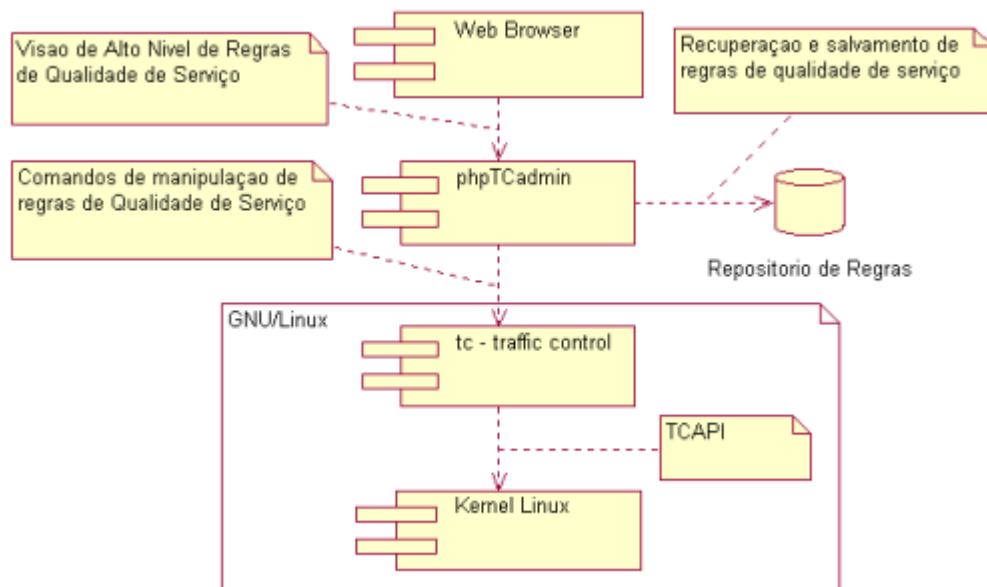 Visao de Alto Nivel de Regras
de Qualidade de Serviço
Web Browser
Recuperaçao e salvamento de
regras de qualidade de serviço
Comandos de manipulaçao de
regras de Qualidade de Serviço
phpTCadmin
Repositorio de Regras
GNU/Linux
tc - traffic control
TCAPI
Kernel Linux